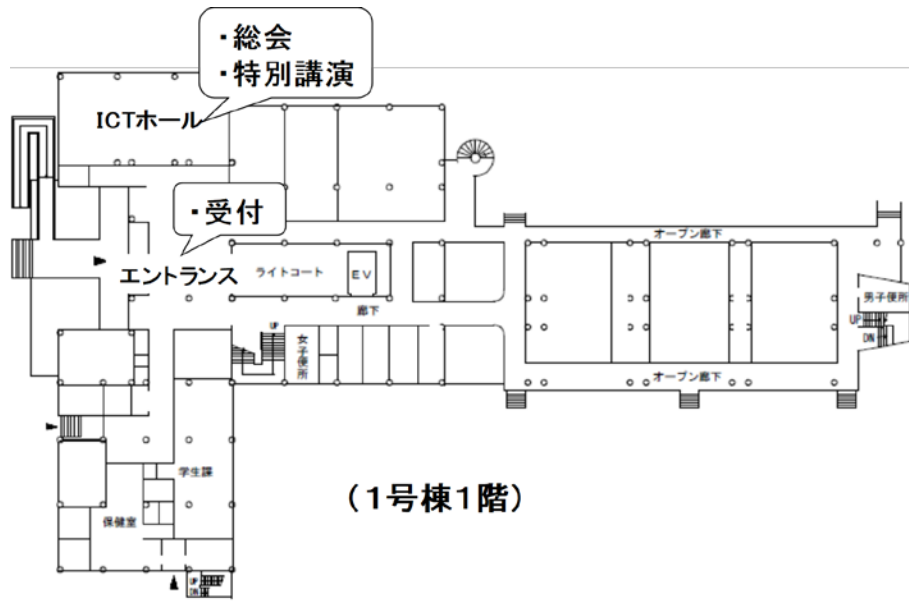 ・総会
・特別講演
ICTホール
・受付
エントランス
ライトコート
EV
廊下
オープン廊下
男子便所
UP
DN
UP
女子便所
オープン廊下
学生課
保健室
(1号棟1階)
UP
DN